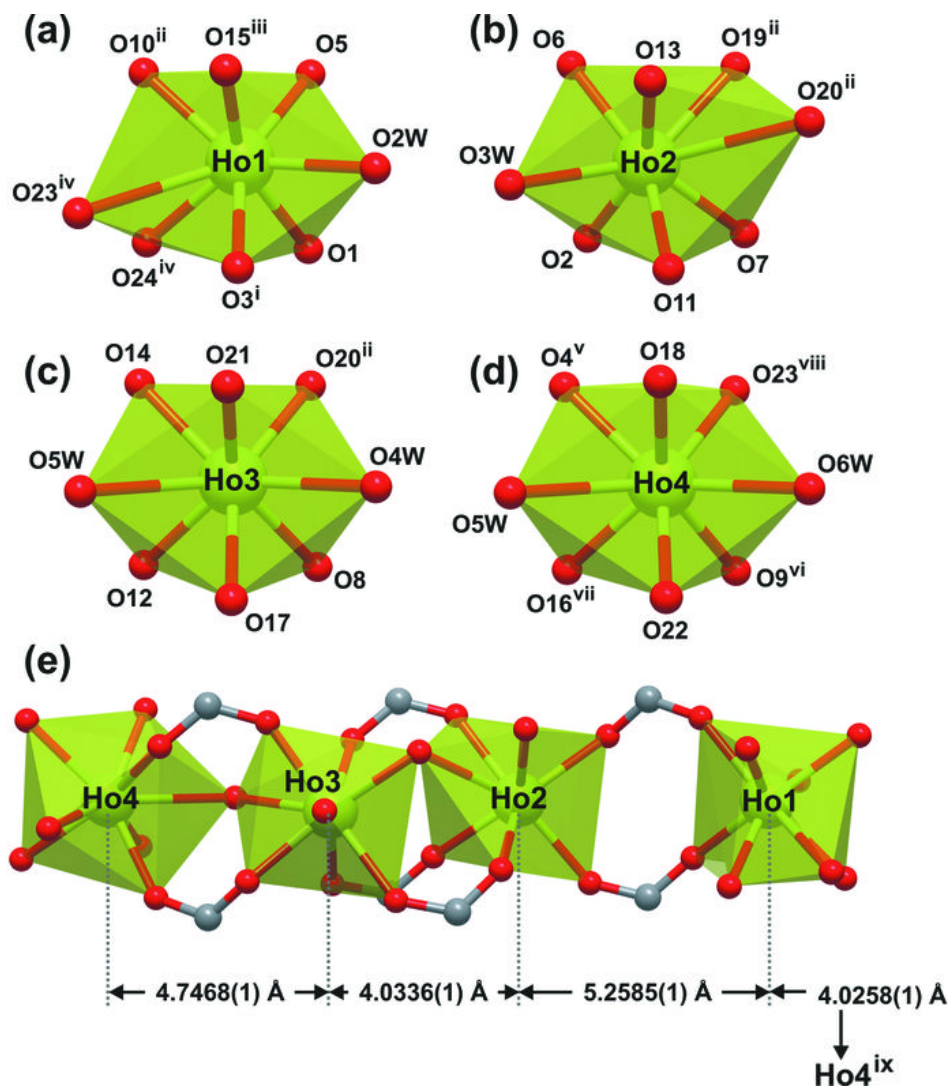 (a)
O10ii O15iii O5
Ho1
O2W
O23iv
O24iv O3i O1
(b)
O6 O13 O19ii
O20ii
Ho2
O3W
O2 O11 O7
(c)
O14 O21 O20ii
O5W Ho3 O4W
O12 O17 O8
(d)
O4v O18 O23viii
O5W Ho4 O6W
O16vii O22 O9vi
(e)
Ho4 Ho3 Ho2 Ho1
4.7468(1) Å 4.0336(1) Å 5.2585(1) Å 4.0258(1) Å
Ho4ix